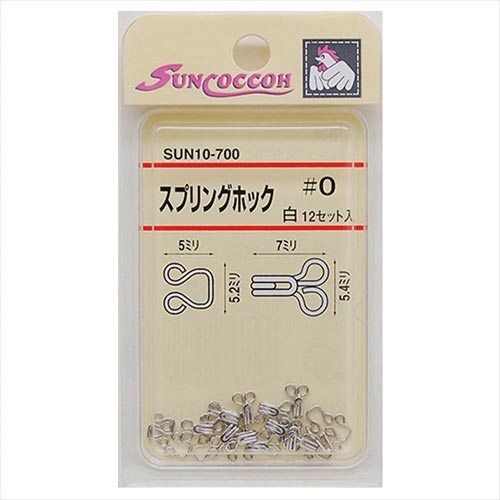 SUNCOCCOH
SUN10-700
スプリングホック
#0
白 12セット入
5ミリ
5.2ミリ
7ミリ
5.4ミリ